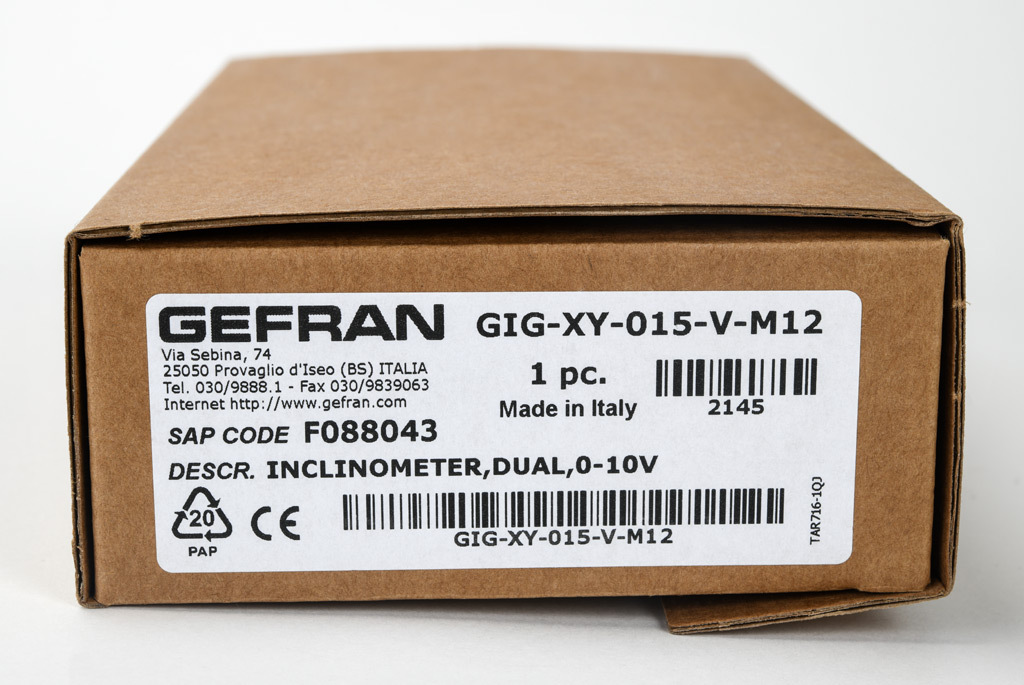 GEFRAN
Via Sebina, 74
25050 Provaglio d'Iseo (BS) ITALIA
Tel. 030/9888.1 - Fax 030/9839063
Internet http://www.gefran.com
GIG-XY-015-V-M12
1 pc.
Made in Italy
2145
SAP CODE F088043
DESCR. INCLINOMETER,DUAL,0-10V
20
PAP
CE
GIG-XY-015-V-M12
TAR716-1QJ